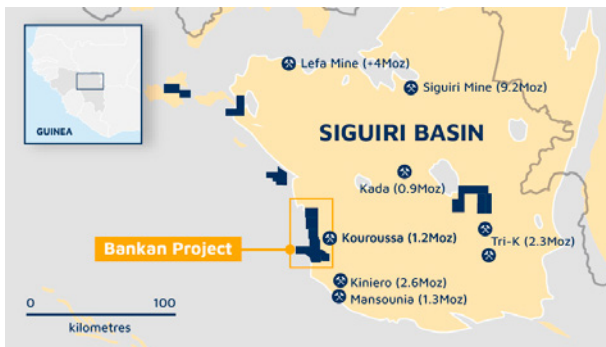 Lefa Mine (+4Moz)
Siguiri Mine (9.2Moz)
GUINEA
SIGUIRI BASIN
Kada (0.9Moz)
Bankan Project
Kouroussa (1.2Moz)
Tri-K (2.3Moz)
Kiniero (2.6Moz)
Mansounia (1.3Moz)
0 100
kilometres